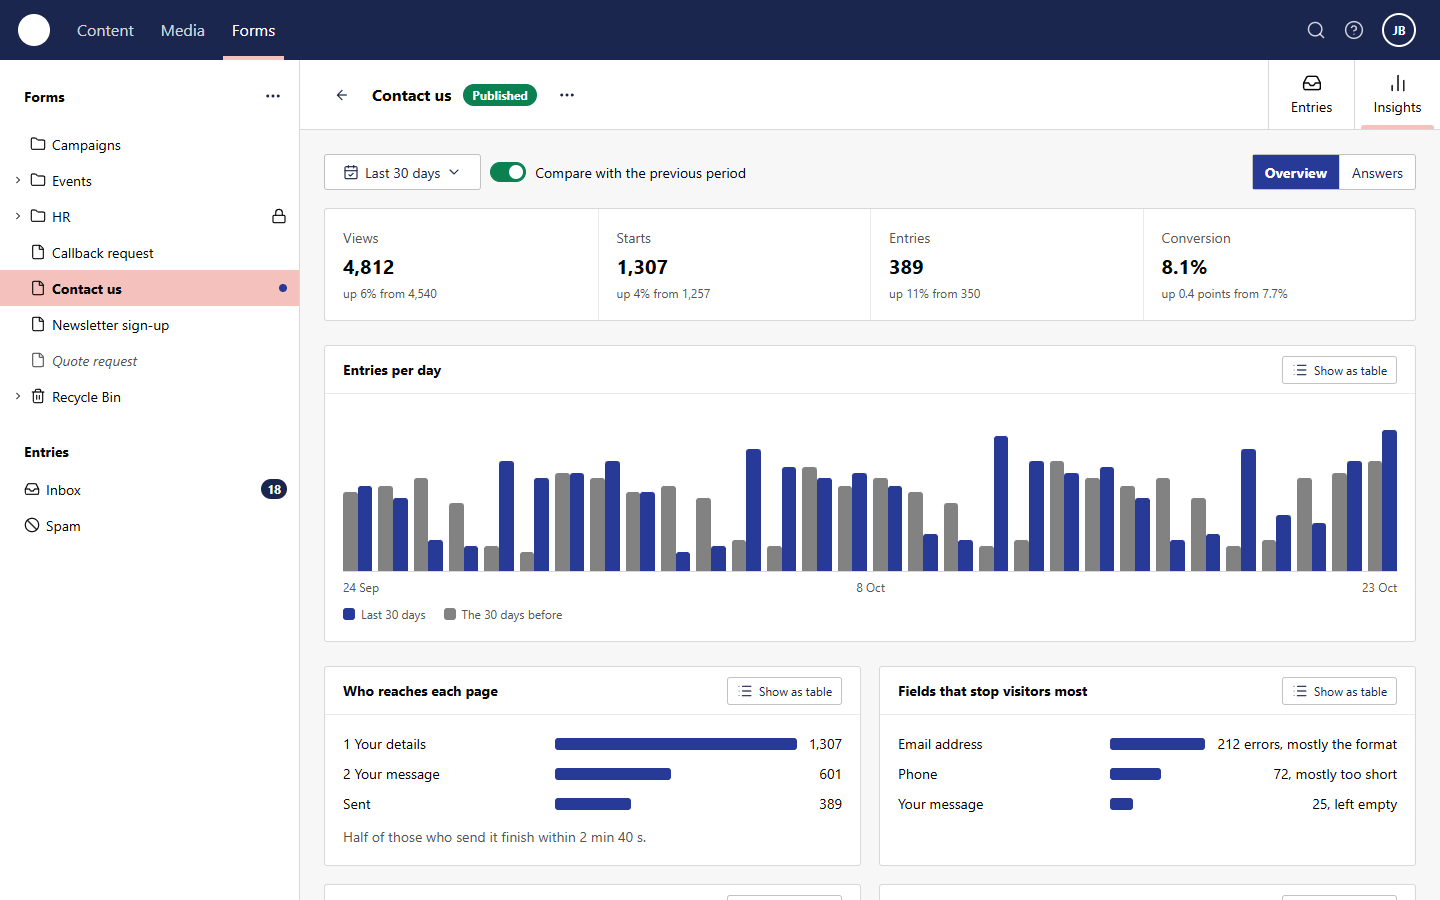 Content Media Forms
JB
Forms
Campaigns
Events
HR
Callback request
Contact us
Newsletter sign-up
Quote request
Recycle Bin
Entries
Inbox 18
Spam
Contact us Published
Entries
Insights
Last 30 days
Compare with the previous period
Overview Answers
Views
4,812
up 6% from 4,540
Starts
1,307
up 4% from 1,257
Entries
389
up 11% from 350
Conversion
8.1%
up 0.4 points from 7.7%
Entries per day
Show as table
24 Sep 8 Oct 23 Oct
Last 30 days The 30 days before
Who reaches each page
Show as table
1 Your details 1,307
2 Your message 601
Sent 389
Half of those who send it finish within 2 min 40 s.
Fields that stop visitors most
Show as table
Email address 212 errors, mostly the format
Phone 72, mostly too short
Your message 25, left empty